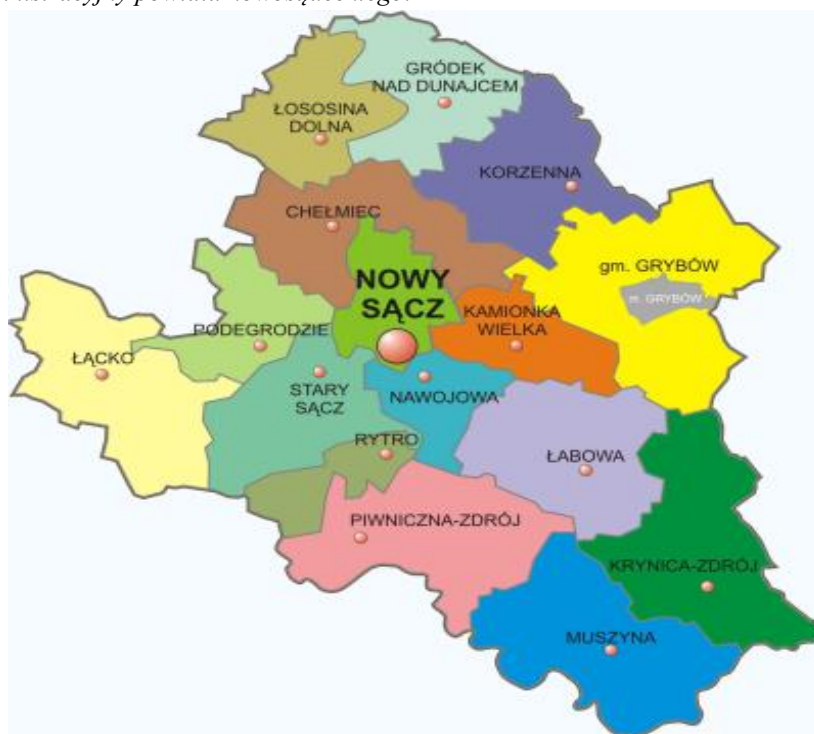 GRÓDEK
NAD DUNAJCEM
ŁOSOSINA
DOLNA
KORZENNA
CHEŁMIEC
gm. GRYBÓW
m. GRYBÓW
NOWY
SĄCZ
KAMIONKA
WIELKA
PODEGRODZIE
ŁĄCKO
STARY
SĄCZ
NAWOJOWA
RYTRO
ŁABOWA
PIWNICZNA-ZDRÓJ
KRYNICA-ZDRÓJ
MUSZYNA